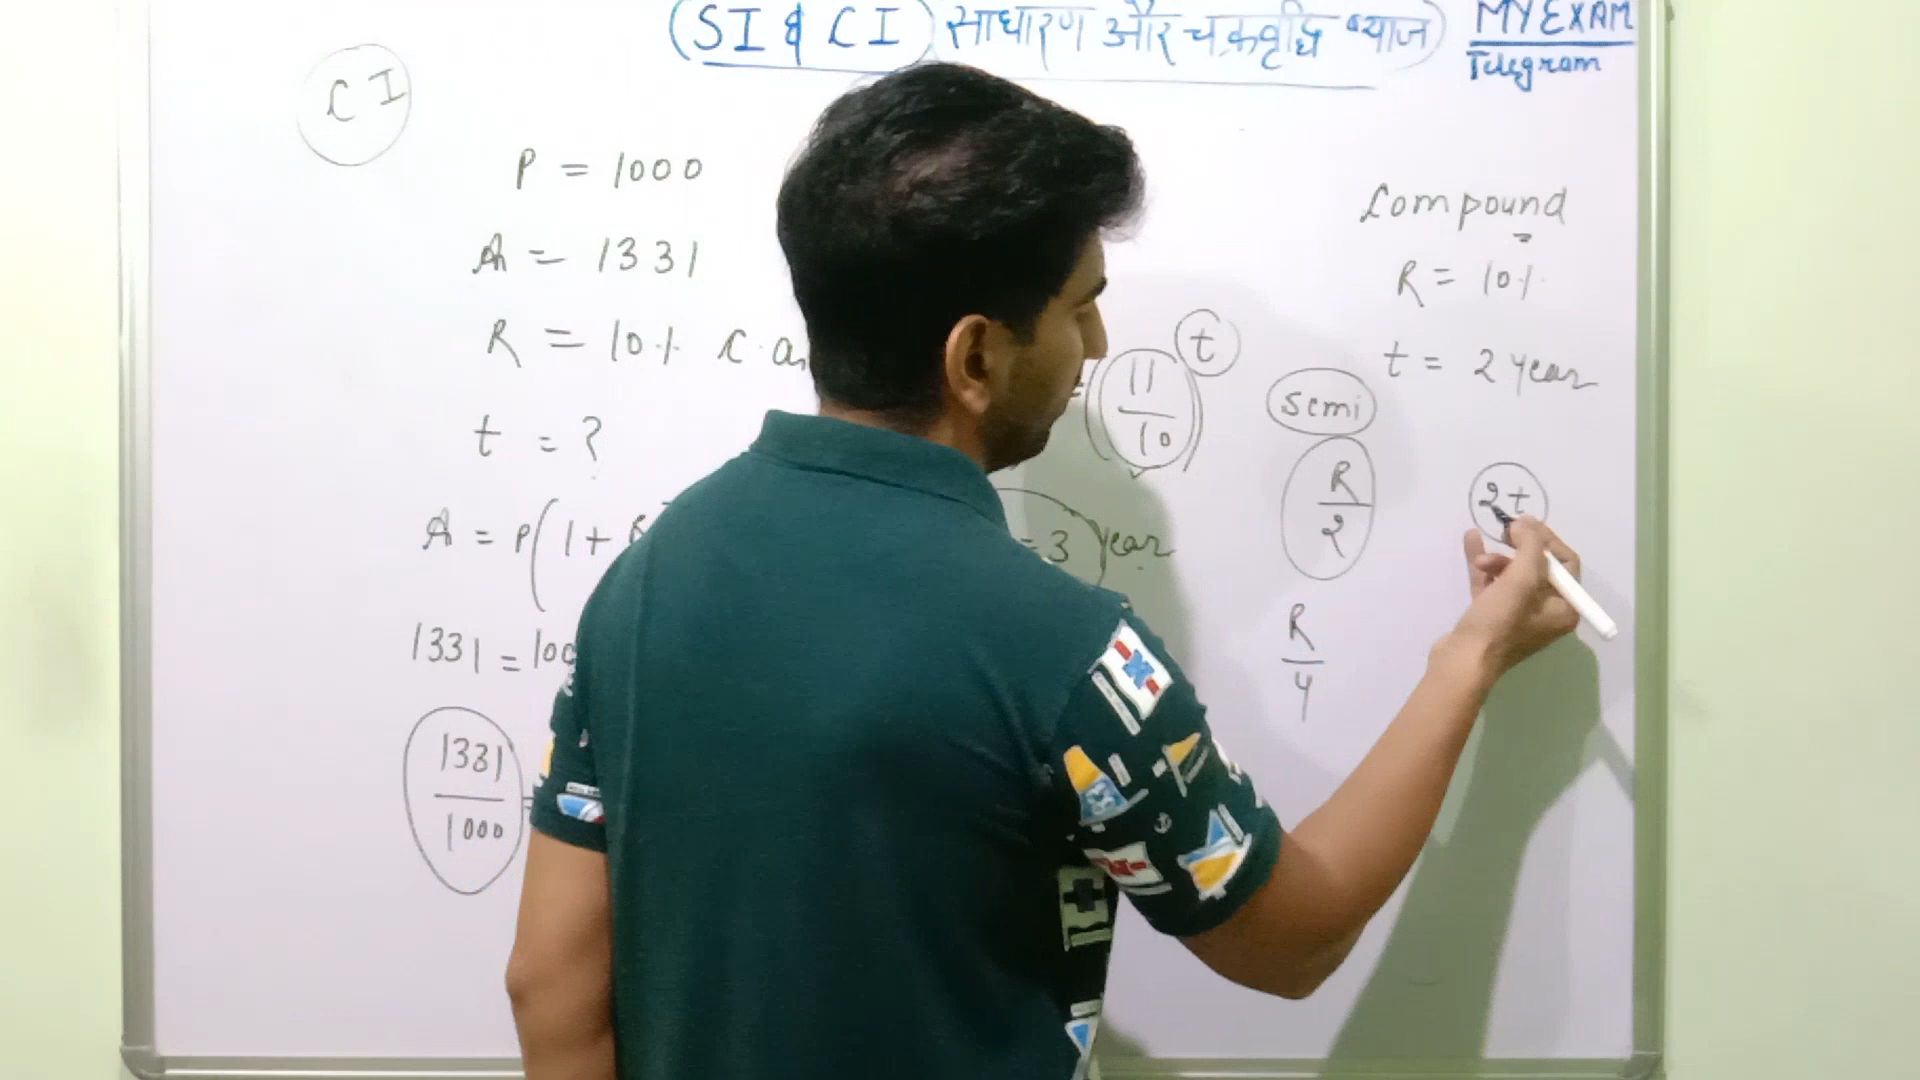 (SI & CI) साधारण और चक्रवृद्धि ब्याज)
MY EXAM
Telegram
CI
P = 1000
A = 1331
R = 10%
t = ?
A = P(1+ R
1331 =
1331
1000
(11
10)
t
= 3 year
Compound
R = 10%
t = 2 year
semi
R
2
2t
R
4